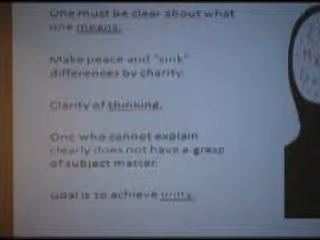 One must be clear about what
one means.
Make peace and "sink"
differences by charity.
Clarity of thinking.
One who cannot explain
clearly does not have a grasp
of subject matter.
Goal is to achieve unity.